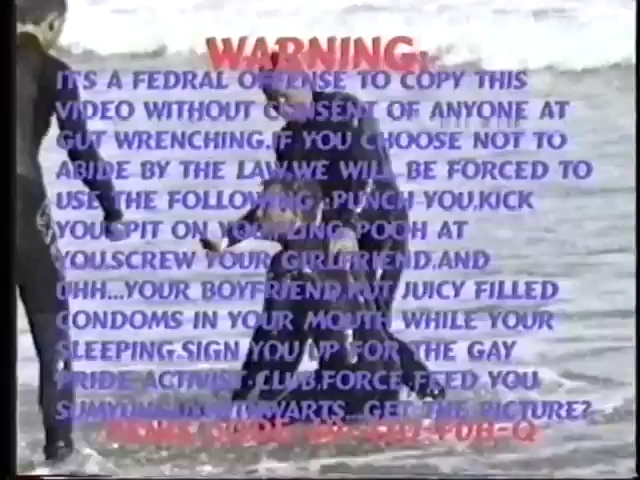 WARNING:
IT'S A FEDRAL OFFENSE TO COPY THIS
VIDEO WITHOUT CONSENT OF ANYONE AT
GUT WRENCHING.IF YOU CHOOSE NOT TO
ABIDE BY THE LAW,WE WILL BE FORCED TO
USE THE FOLLOWING :PUNCH YOU.KICK
YOU.SPIT ON YOU.FLING POOH AT
YOU.SCREW YOUR GIRLFRIEND.AND
UHH...YOUR BOYFRIEND.PUT JUICY FILLED
CONDOMS IN YOUR MOUTH WHILE YOUR
SLEEPING.SIGN YOU UP FOR THE GAY
PRIDE ACTIVIST CLUB.FORCE FEED YOU
WARTS...GET THE PICTURE?